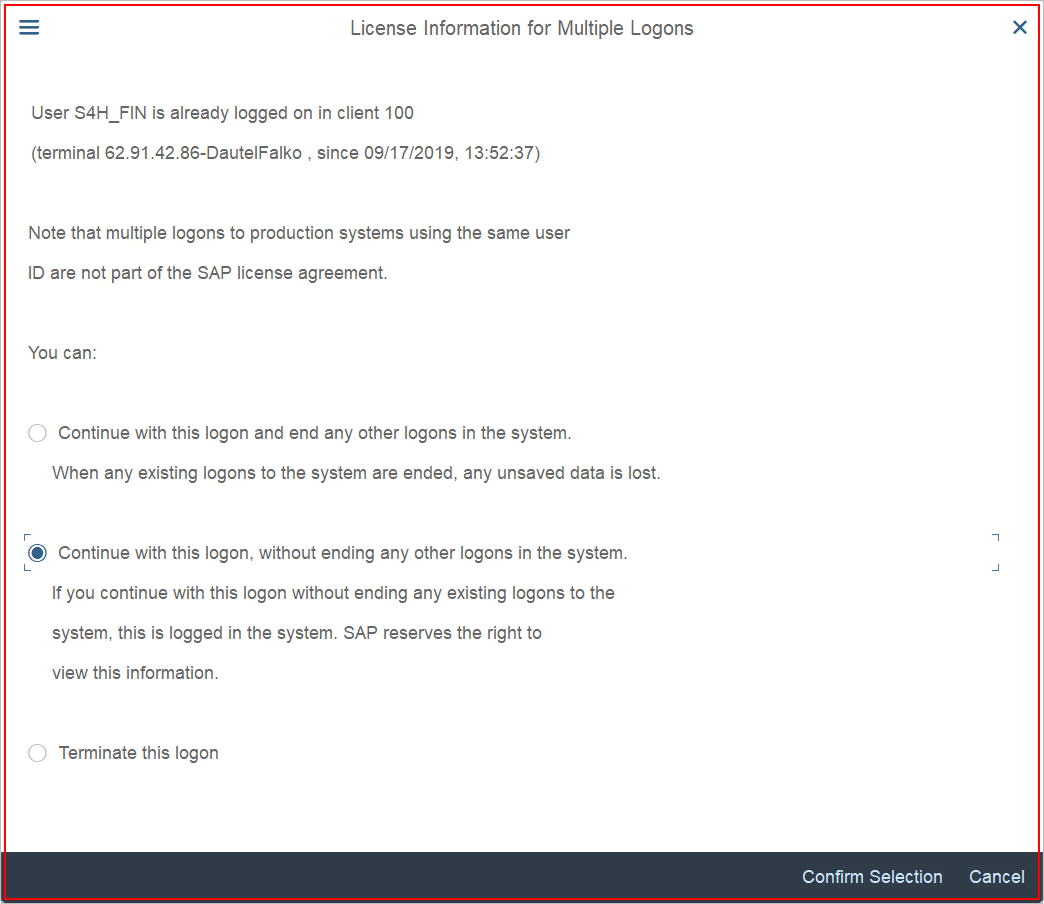 License Information for Multiple Logons
User S4H_FIN is already logged on in client 100
(terminal 62.91.42.86-DautelFalko , since 09/17/2019, 13:52:37)
Note that multiple logons to production systems using the same user
ID are not part of the SAP license agreement.
You can:
Continue with this logon and end any other logons in the system.
When any existing logons to the system are ended, any unsaved data is lost.
Continue with this logon, without ending any other logons in the system.
If you continue with this logon without ending any existing logons to the
system, this is logged in the system. SAP reserves the right to
view this information.
Terminate this logon
Confirm Selection Cancel